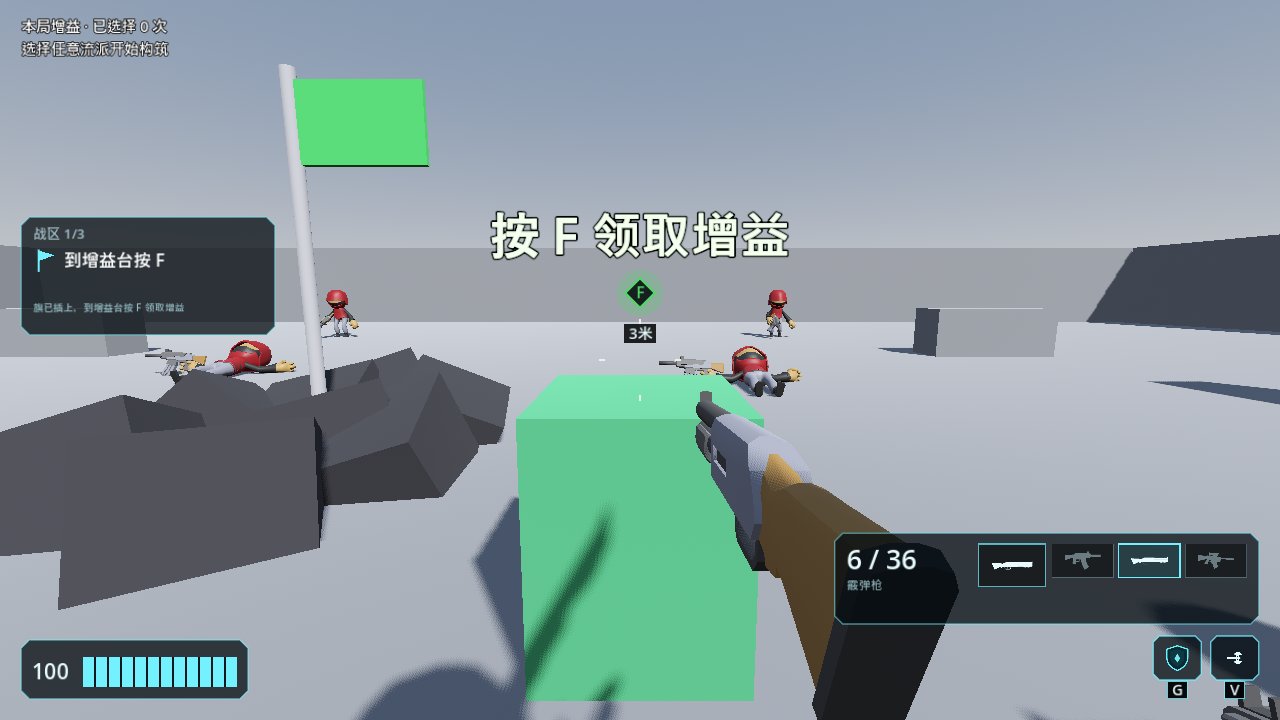 本局增益 · 已选择 0 次
选择任意流派开始构筑
按 F 领取增益
战区 1/3
到增益台按 F
旗已插上，到增益台按 F 领取增益
F
3米
6 / 36
霰弹枪
100
G
V